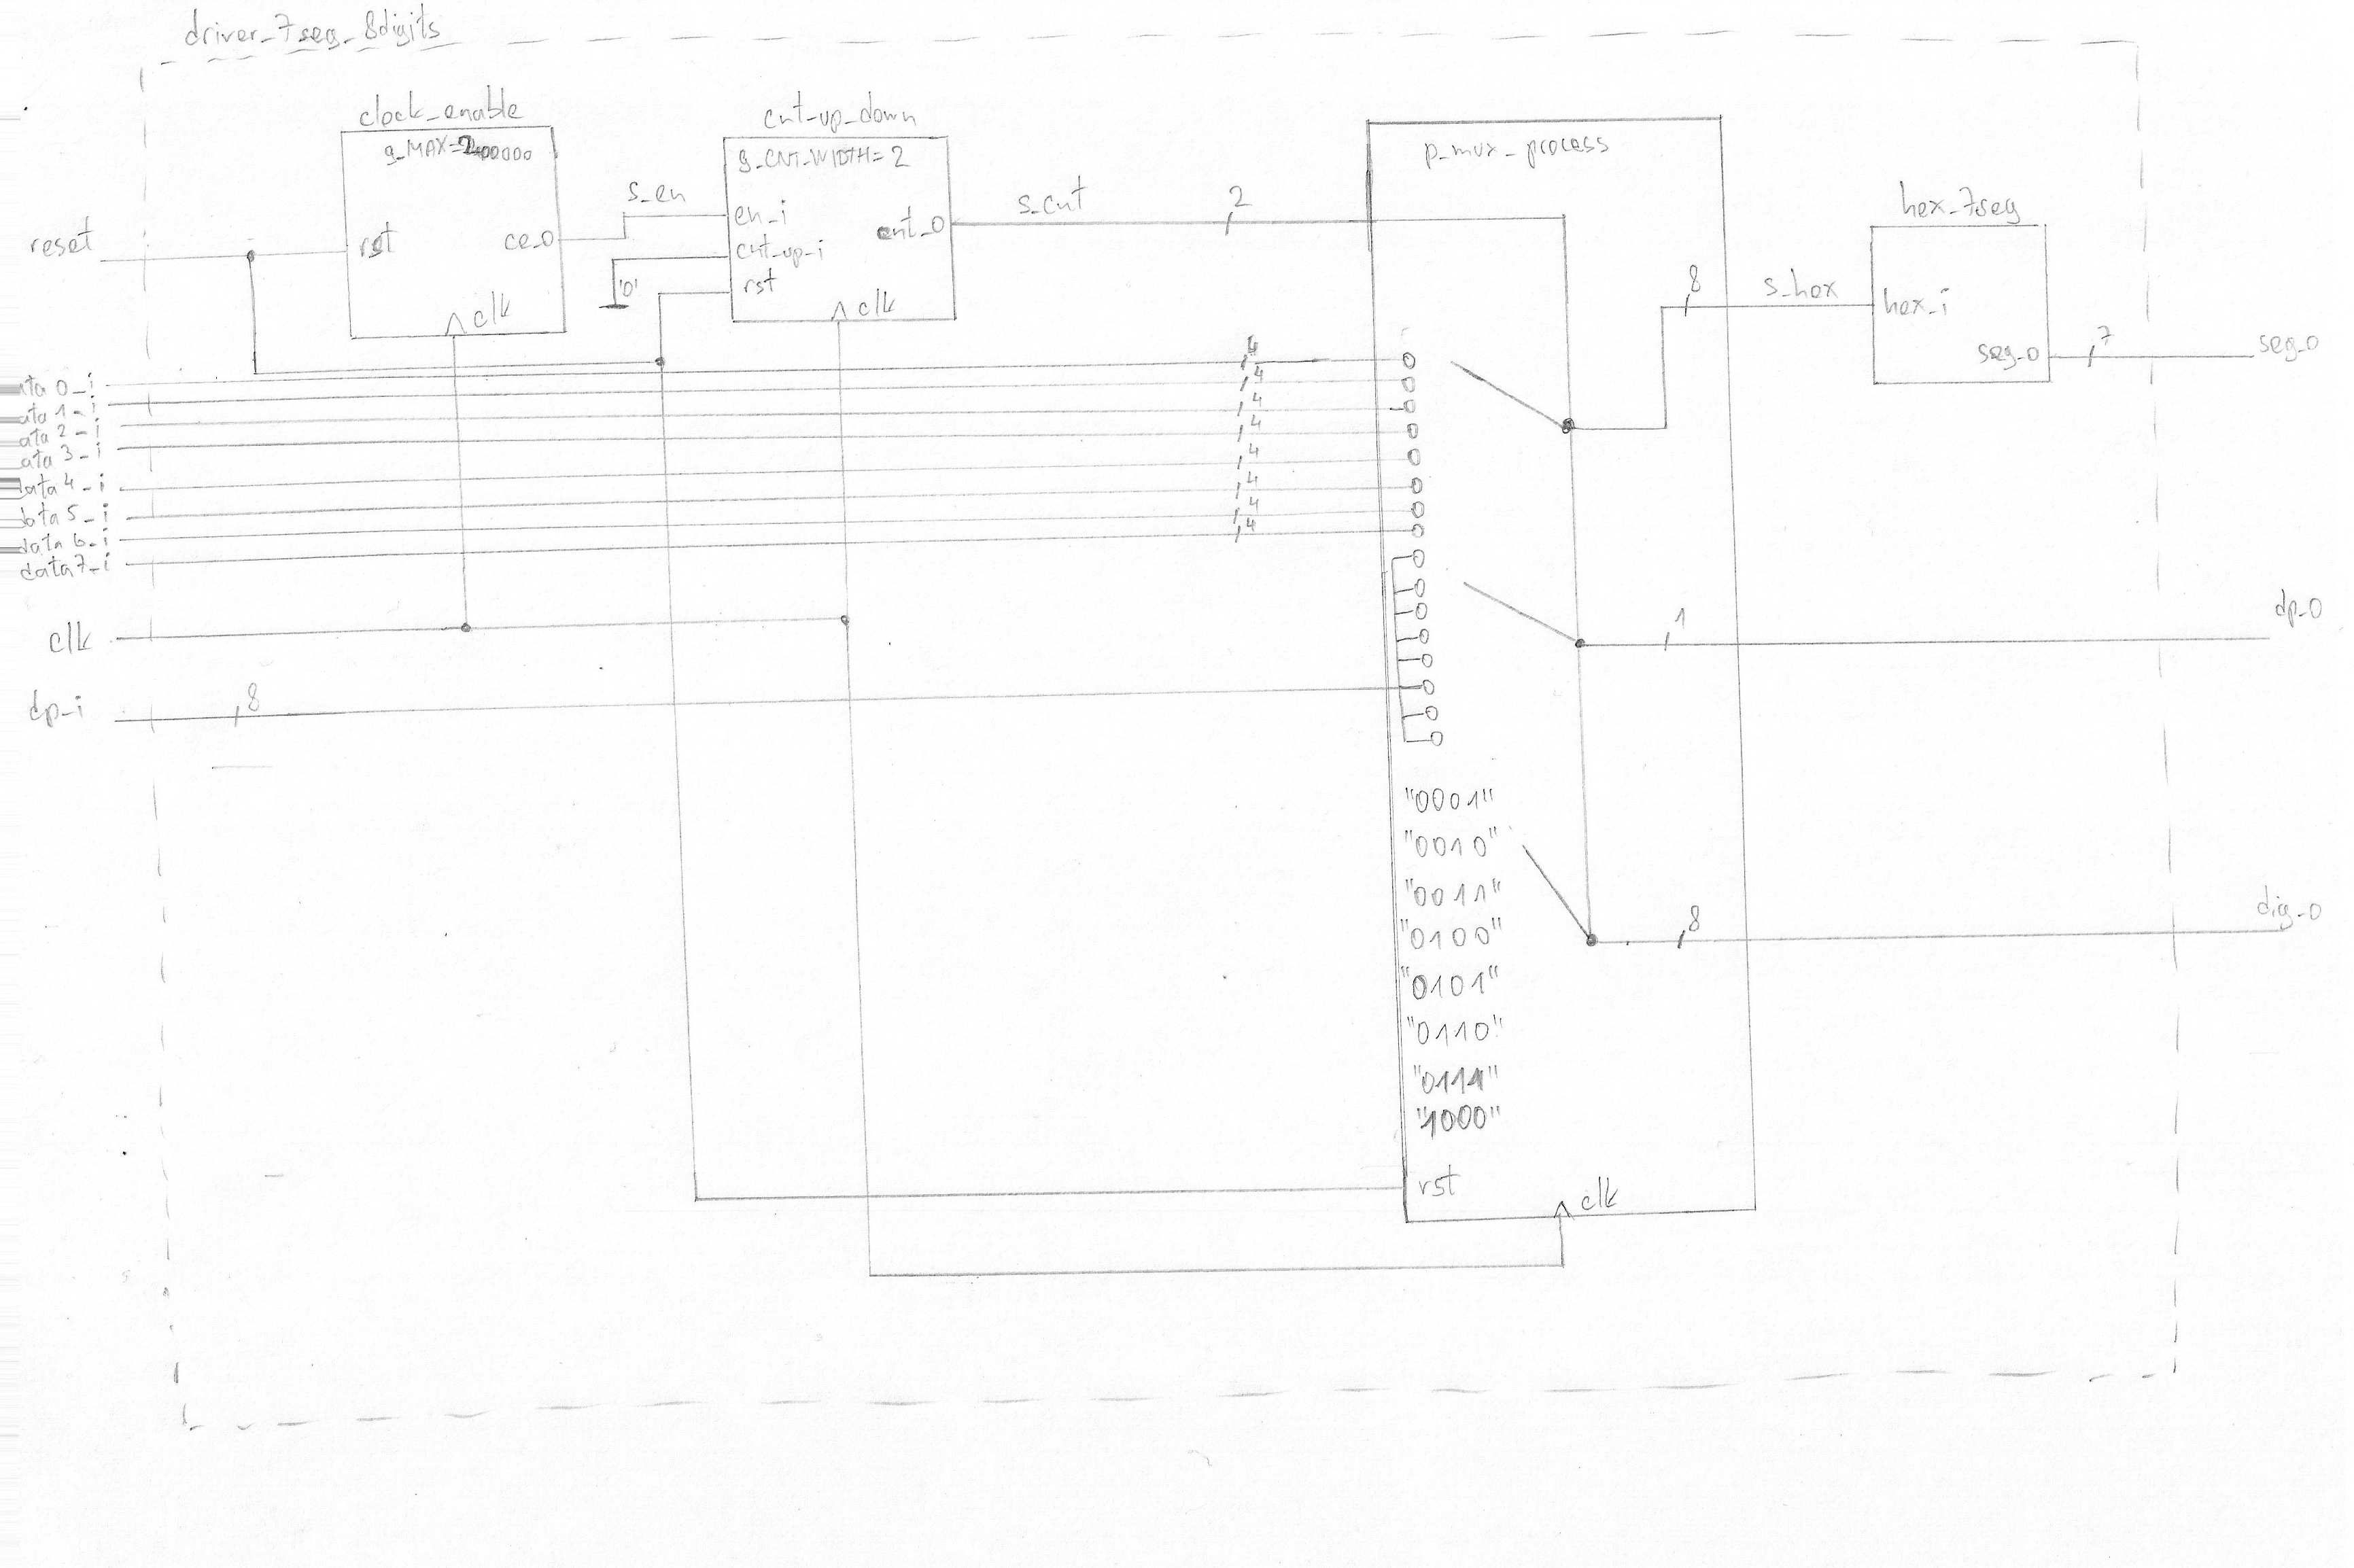 driver_7seg_8digits
clock_enable
g_MAX=
rst
ce_o
clk
s_en
cnt_up_down
g_CNT_WIDTH=2
en_i
cnt_up_i
rst
cnt_o
clk
'0'
s_cnt
2
p_mux_process
8
s_hex
hex_7seg
hex_i
seg_o
7
seg_o
reset
4
4
4
4
4
4
4
4
ata 0_i
ata 1_i
ata 2_i
ata 3_i
data 4_i
data 5_i
data 6_i
data7_i
clk
dp_i
8
1
dp_o
"0001"
"0010"
"0011"
"0100"
"0101"
"0110"
"0111"
"1000"
8
dig_o
rst
clk